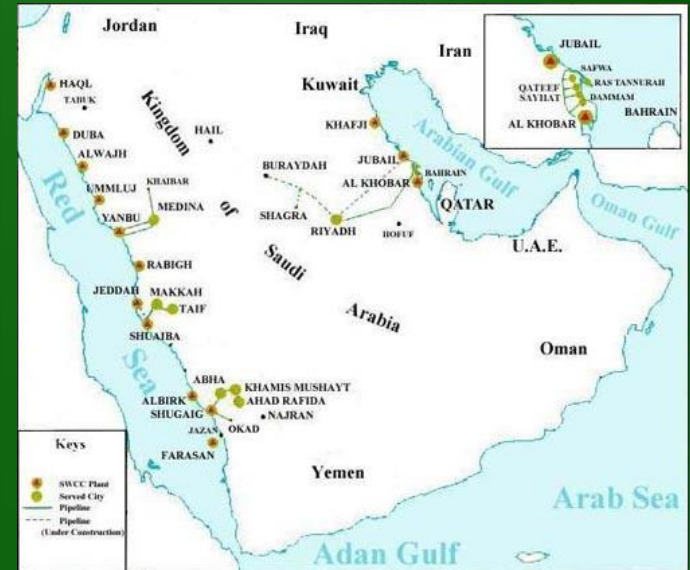 Jordan
Iraq
Iran
Kuwait
HAQL
TABUK
Kingdom
of
Saudi
Arabia
HAIL
DUBA
ALWAJH
UMMLUJ
KHAIBAR
YANBU
MEDINA
Red
Sea
RABIGH
JEDDAH
MAKKAH
TAIF
SHUAIBA
BURAYDAH
SHAGRA
RIYADH
HOFUF
KHAFJI
Arabian Gulf
JUBAIL
AL KHOBAR
BAHRAIN
QATAR
U.A.E.
Oman Gulf
Oman
ABHA
KHAMIS MUSHAYT
AHAD RAFIDA
ALBIRK
SHUGAIG
NAJRAN
OKAD
JAZAN
FARASAN
Yemen
Arab Sea
Adan Gulf
JUBAIL
SAFWA
QATEEF
RAS TANNURAH
SAYHAT
DAMMAM
AL KHOBAR
BAHRAIN
Keys
SWCC Plant
Served City
Pipeline
Pipeline
(Under Construction)